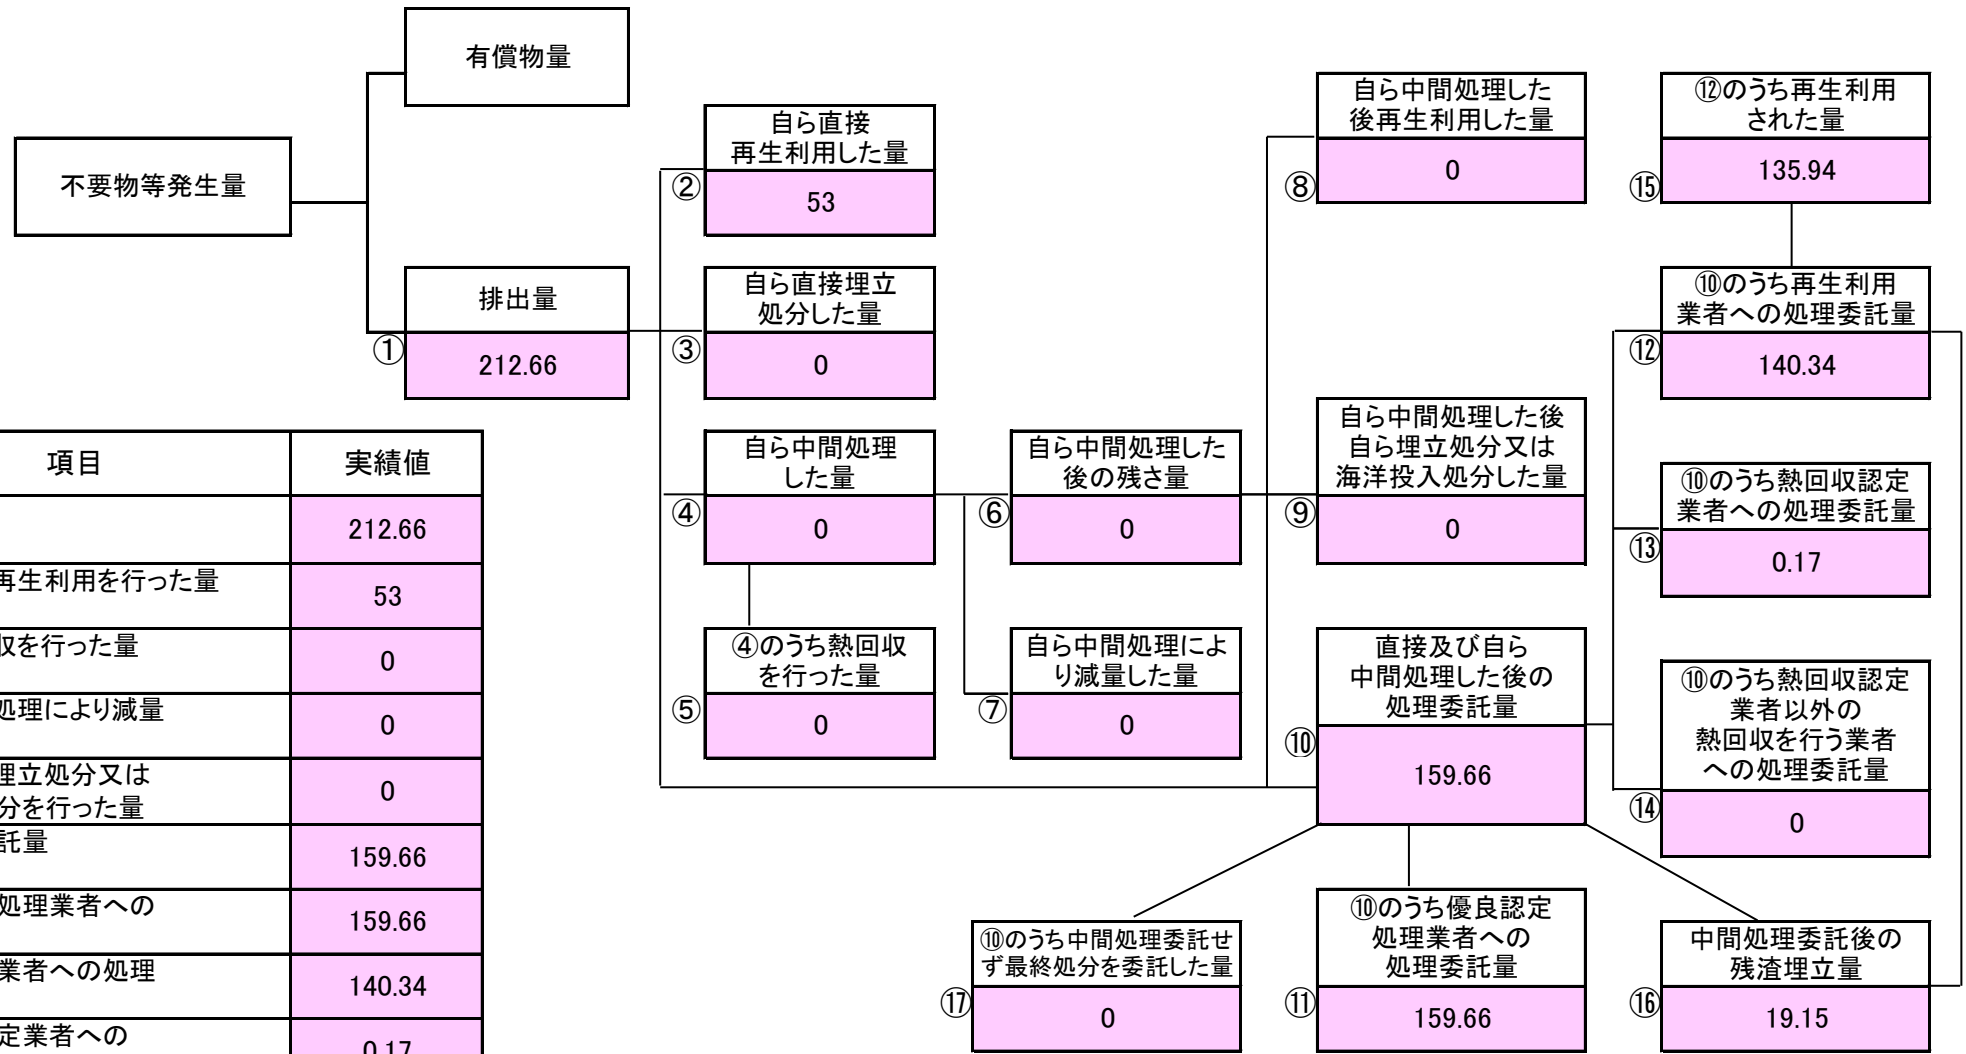 有償物量
不要物等発生量
排出量
①
212.66
自ら直接
再生利用した量
②
53
自ら直接埋立
処分した量
③
0
自ら中間処理
した量
④
0
④のうち熱回収
を行った量
⑤
0
自ら中間処理した
後の残さ量
⑥
0
自ら中間処理によ
り減量した量
⑦
0
自ら中間処理した
後再生利用した量
⑧
0
自ら中間処理した後
自ら埋立処分又は
海洋投入処分した量
⑨
0
直接及び自ら
中間処理した後の
処理委託量
⑩
159.66
⑫のうち再生利用
された量
⑮
135.94
⑩のうち再生利用
業者への処理委託量
⑫
140.34
⑩のうち熱回収認定
業者への処理委託量
⑬
0.17
⑩のうち熱回収認定
業者以外の
熱回収を行う業者
への処理委託量
⑭
0
⑩のうち中間処理委託せ
ず最終処分を委託した量
⑰
0
⑩のうち優良認定
処理業者への
処理委託量
⑪
159.66
中間処理委託後の
残渣埋立量
⑯
19.15
項目
実績値
212.66
再生利用を行った量
53
収を行った量
0
処理により減量
0
埋立処分又は
分を行った量
0
託量
159.66
処理業者への
159.66
業者への処理
140.34
定業者への
0.17